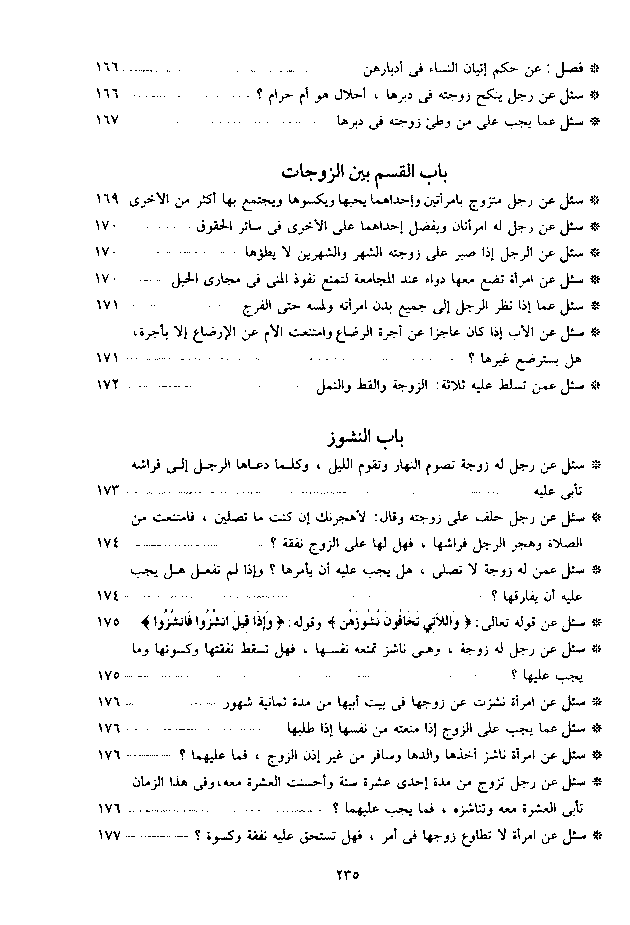 * فصل : عن حكم إتيان النساء فى أدبارهن ١٦٦
* سئل عن رجل ينكح زوجته فى دبرها ، أحلال هو أم حرام ؟ ١٦٦
* سئل عما يجب على من وطئ زوجته فى دبرها ١٦٧
باب القسم بين الزوجات
* سئل عن رجل متزوج بامرأتين وإحداهما يحبها ويكسوها ويجتمع بها أكثر من الأخرى ١٦٩
* سئل عن رجل له امرأتان ويفضل إحداهما على الأخرى فى سائر الحقوق ١٧٠
* سئل عن الرجل إذا صبر على زوجته الشهر والشهرين لا يطؤها ١٧٠
* سئل عن امرأة تضع معها دواء عند المجامعة لتمنع نفوذ المنى فى مجارى الحبل ١٧٠
* سئل عما إذا نظر الرجل إلى جميع بدن امرأته ولمسه حتى الفرج ١٧١
* سئل عن الأب إذا كان عاجزا عن أجرة الرضاع وامتنعت الأم عن الإرضاع إلا بأجرة،
هل يسترضع غيرها ؟ ١٧١
* سئل عمن تسلط عليه ثلاثة: الزوجة والقط والنمل ١٧٢
باب النشوز
* سئل عن رجل له زوجة تصوم النهار وتقوم الليل ، وكلـما دعـاها الرجـل إلـى فراشه
تأبى عليه ١٧٣
* سئل عن رجل حلف على زوجته وقال: لأهجرنك إن كنت ما تصلين ، فامتنعت من
الصلاة وهجر الرجل فراشها ، فهل لها على الزوج نفقة ؟ ١٧٤
* سئل عمن له زوجة لا تصلى ، هل يجب عليه أن يأمرها ؟ وإذا لم تفعـل هـل يجب
عليه أن يفارقها ؟ ١٧٤
* سئل عن قوله تعالى: ﴿ وَاللاَّتِي تَخَافُونَ نُشُوزَهُنَّ ﴾ وقوله: ﴿ وَإِذَا قِيلَ انشُزُوا فَانشُزُوا ﴾ ١٧٥
* سئل عن رجل له زوجة ، وهـى ناشز تمنعه نفسـها ، فهل تسقط نفقتها وكسوتها وما
يجب عليها ؟ ١٧٥
* سئل عن امرأة نشزت عن زوجها فى بيت أبيها من مدة ثمانية شهور ١٧٦
* سئل عما يجب على الزوج إذا منعته من نفسها إذا طلبها ١٧٦
* سئل عن امرأة ناشز أخذها والدها وسافر من غير إذن الزوج ، فما عليهما ؟ ١٧٦
* سئل عن رجل تزوج من مدة إحدى عشرة سنة وأحسنت العشرة معه،وفى هذا الزمان
تأبى العشرة معه وتناشزه ، فما يجب عليهما ؟ ١٧٦
* سئل عن امرأة لا تطاوع زوجها فى أمر ، فهل تستحق عليه نفقة وكسوة ؟ ١٧٧
٢٣٥